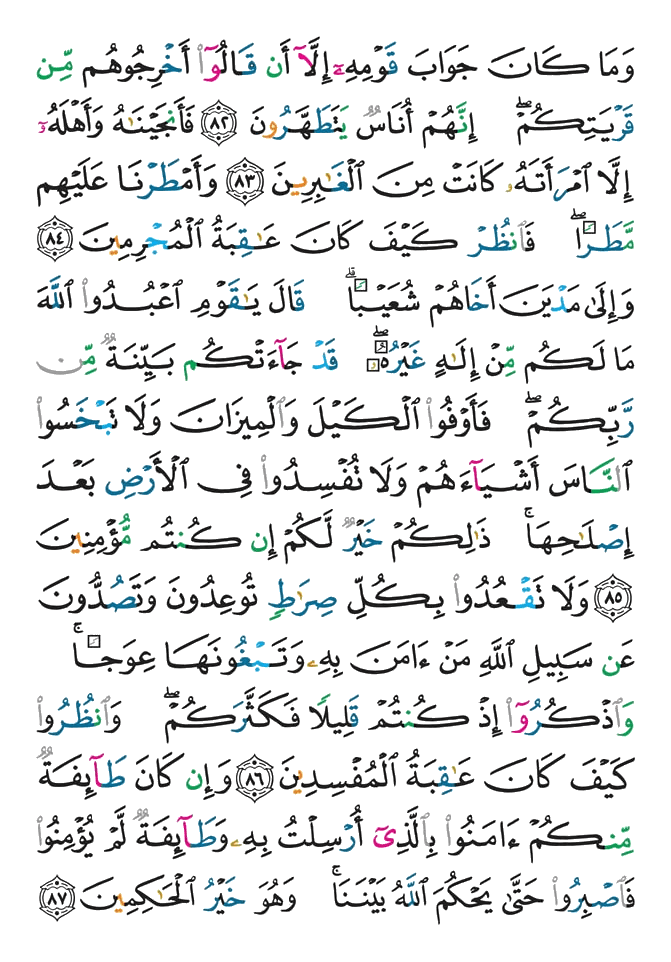 وَمَا كَانَ جَوَابَ قَوْمِهِۦٓ إِلَّآ أَن قَالُوٓا۟ أَخْرِجُوهُم مِّن
قَرْيَتِكُمْ ۖ إِنَّهُمْ أُنَاسٌ يَتَطَهَّرُونَ ٨٢ فَأَنجَيْنَـٰهُ وَأَهْلَهُۥٓ
إِلَّا ٱمْرَأَتَهُۥ كَانَتْ مِنَ ٱلْغَـٰبِرِينَ ٨٣ وَأَمْطَرْنَا عَلَيْهِم
مَّطَرًا ۖ فَٱنظُرْ كَيْفَ كَانَ عَـٰقِبَةُ ٱلْمُجْرِمِينَ ٨٤
وَإِلَىٰ مَدْيَنَ أَخَاهُمْ شُعَيْبًا ۗ قَالَ يَـٰقَوْمِ ٱعْبُدُوا۟ ٱللَّهَ
مَا لَكُم مِّنْ إِلَـٰهٍ غَيْرُهُۥ ۖ قَدْ جَآءَتْكُم بَيِّنَةٌ مِّن
رَّبِّكُمْ ۖ فَأَوْفُوا۟ ٱلْكَيْلَ وَٱلْمِيزَانَ وَلَا تَبْخَسُوا۟
ٱلنَّاسَ أَشْيَآءَهُمْ وَلَا تُفْسِدُوا۟ فِى ٱلْأَرْضِ بَعْدَ
إِصْلَـٰحِهَا ۚ ذَٰلِكُمْ خَيْرٌ لَّكُمْ إِن كُنتُم مُّؤْمِنِينَ
٨٥ وَلَا تَقْعُدُوا۟ بِكُلِّ صِرَٰطٍ تُوعِدُونَ وَتَصُدُّونَ
عَن سَبِيلِ ٱللَّهِ مَنْ ءَامَنَ بِهِۦ وَتَبْغُونَهَا عِوَجًا ۚ
وَٱذْكُرُوٓا۟ إِذْ كُنتُمْ قَلِيلًا فَكَثَّرَكُمْ ۖ وَٱنظُرُوا۟
كَيْفَ كَانَ عَـٰقِبَةُ ٱلْمُفْسِدِينَ ٨٦ وَإِن كَانَ طَآئِفَةٌ
مِّنكُمْ ءَامَنُوا۟ بِٱلَّذِىٓ أُرْسِلْتُ بِهِۦ وَطَآئِفَةٌ لَّمْ يُؤْمِنُوا۟
فَٱصْبِرُوا۟ حَتَّىٰ يَحْكُمَ ٱللَّهُ بَيْنَنَا ۚ وَهُوَ خَيْرُ ٱلْحَـٰكِمِينَ ٨٧